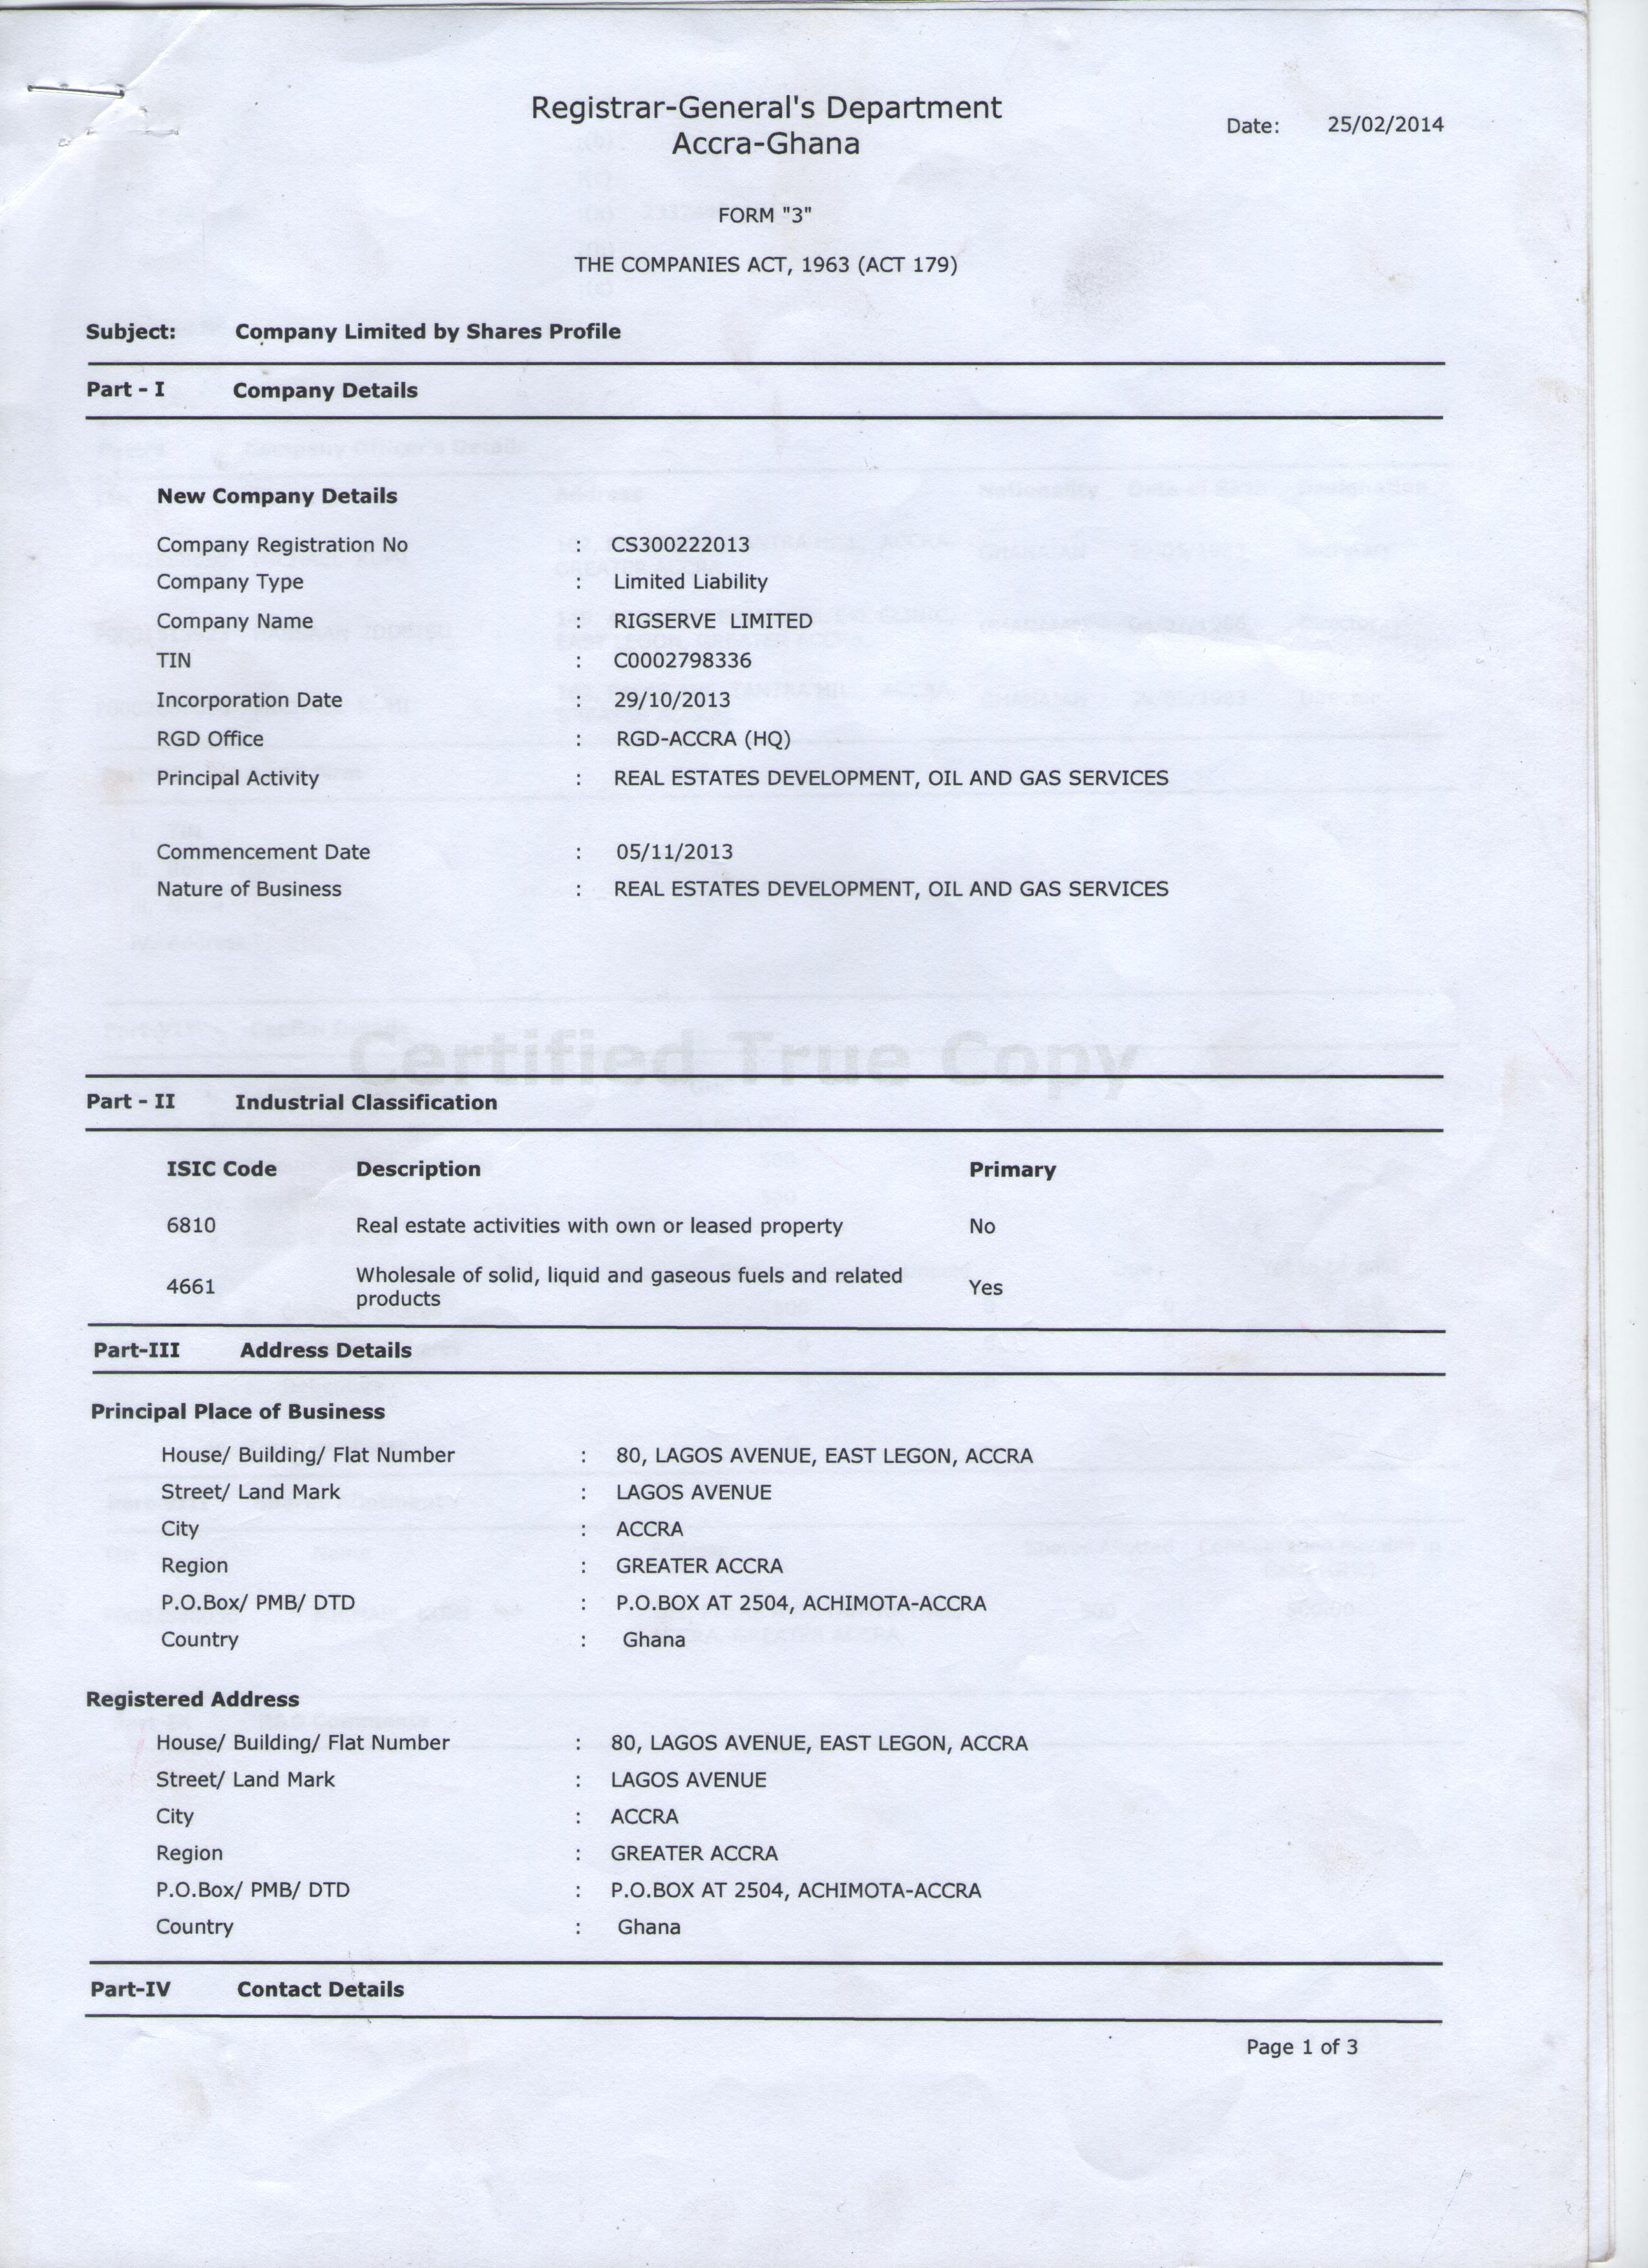 Registrar-General's Department
Accra-Ghana
Date: 25/02/2014
FORM "3"
THE COMPANIES ACT, 1963 (ACT 179)
Subject: Company Limited by Shares Profile
Part - I Company Details
New Company Details
Company Registration No : CS300222013
Company Type : Limited Liability
Company Name : RIGSERVE LIMITED
TIN : C0002798336
Incorporation Date : 29/10/2013
RGD Office : RGD-ACCRA (HQ)
Principal Activity : REAL ESTATES DEVELOPMENT, OIL AND GAS SERVICES
Commencement Date : 05/11/2013
Nature of Business : REAL ESTATES DEVELOPMENT, OIL AND GAS SERVICES
Certified True Copy
Part - II Industrial Classification
ISIC Code Description Primary
6810 Real estate activities with own or leased property No
4661 Wholesale of solid, liquid and gaseous fuels and related products Yes
Part-III Address Details
Principal Place of Business
House/ Building/ Flat Number : 80, LAGOS AVENUE, EAST LEGON, ACCRA
Street/ Land Mark : LAGOS AVENUE
City : ACCRA
Region : GREATER ACCRA
P.O.Box/ PMB/ DTD : P.O.BOX AT 2504, ACHIMOTA-ACCRA
Country : Ghana
Registered Address
House/ Building/ Flat Number : 80, LAGOS AVENUE, EAST LEGON, ACCRA
Street/ Land Mark : LAGOS AVENUE
City : ACCRA
Region : GREATER ACCRA
P.O.Box/ PMB/ DTD : P.O.BOX AT 2504, ACHIMOTA-ACCRA
Country : Ghana
Part-IV Contact Details
Page 1 of 3